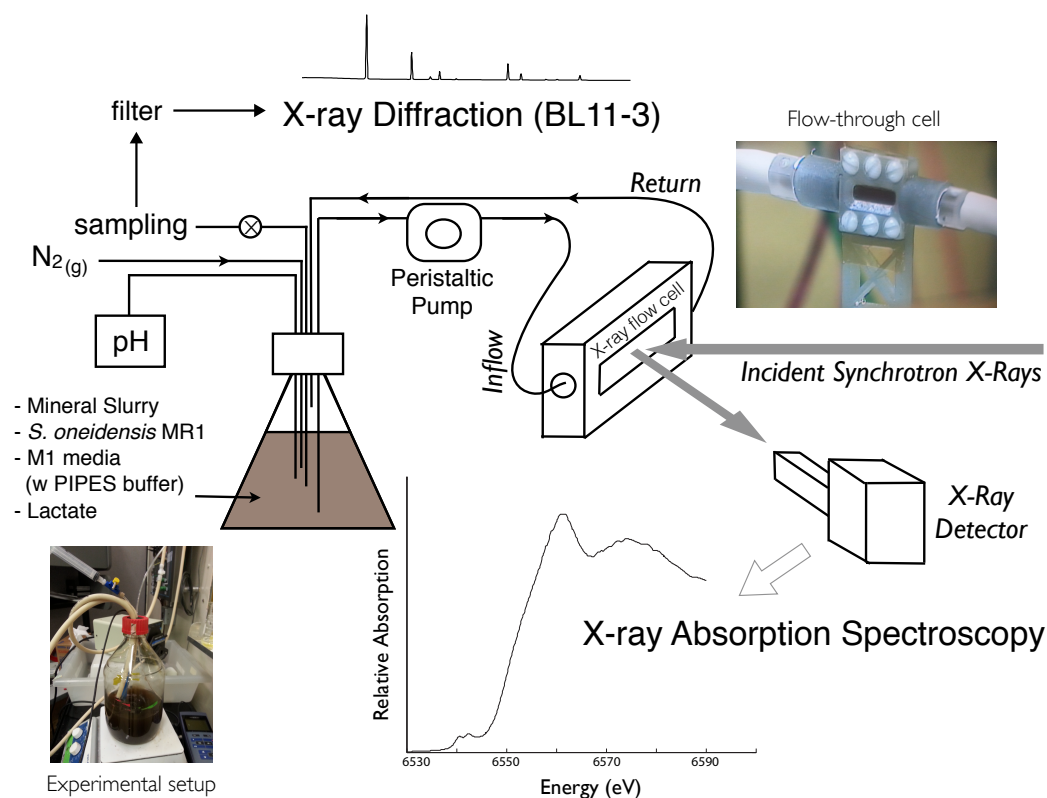 filter
X-ray Diffraction (BL11-3)
Flow-through cell
Return
sampling
N2(g)
Peristaltic
Pump
pH
Inflow
X-ray flow cell
Incident Synchrotron X-Rays
- Mineral Slurry
- S. oneidensis MR1
- M1 media
(w PIPES buffer)
- Lactate
X-Ray
Detector
Relative Absorption
X-ray Absorption Spectroscopy
6530
6550
6570
6590
Energy (eV)
Experimental setup